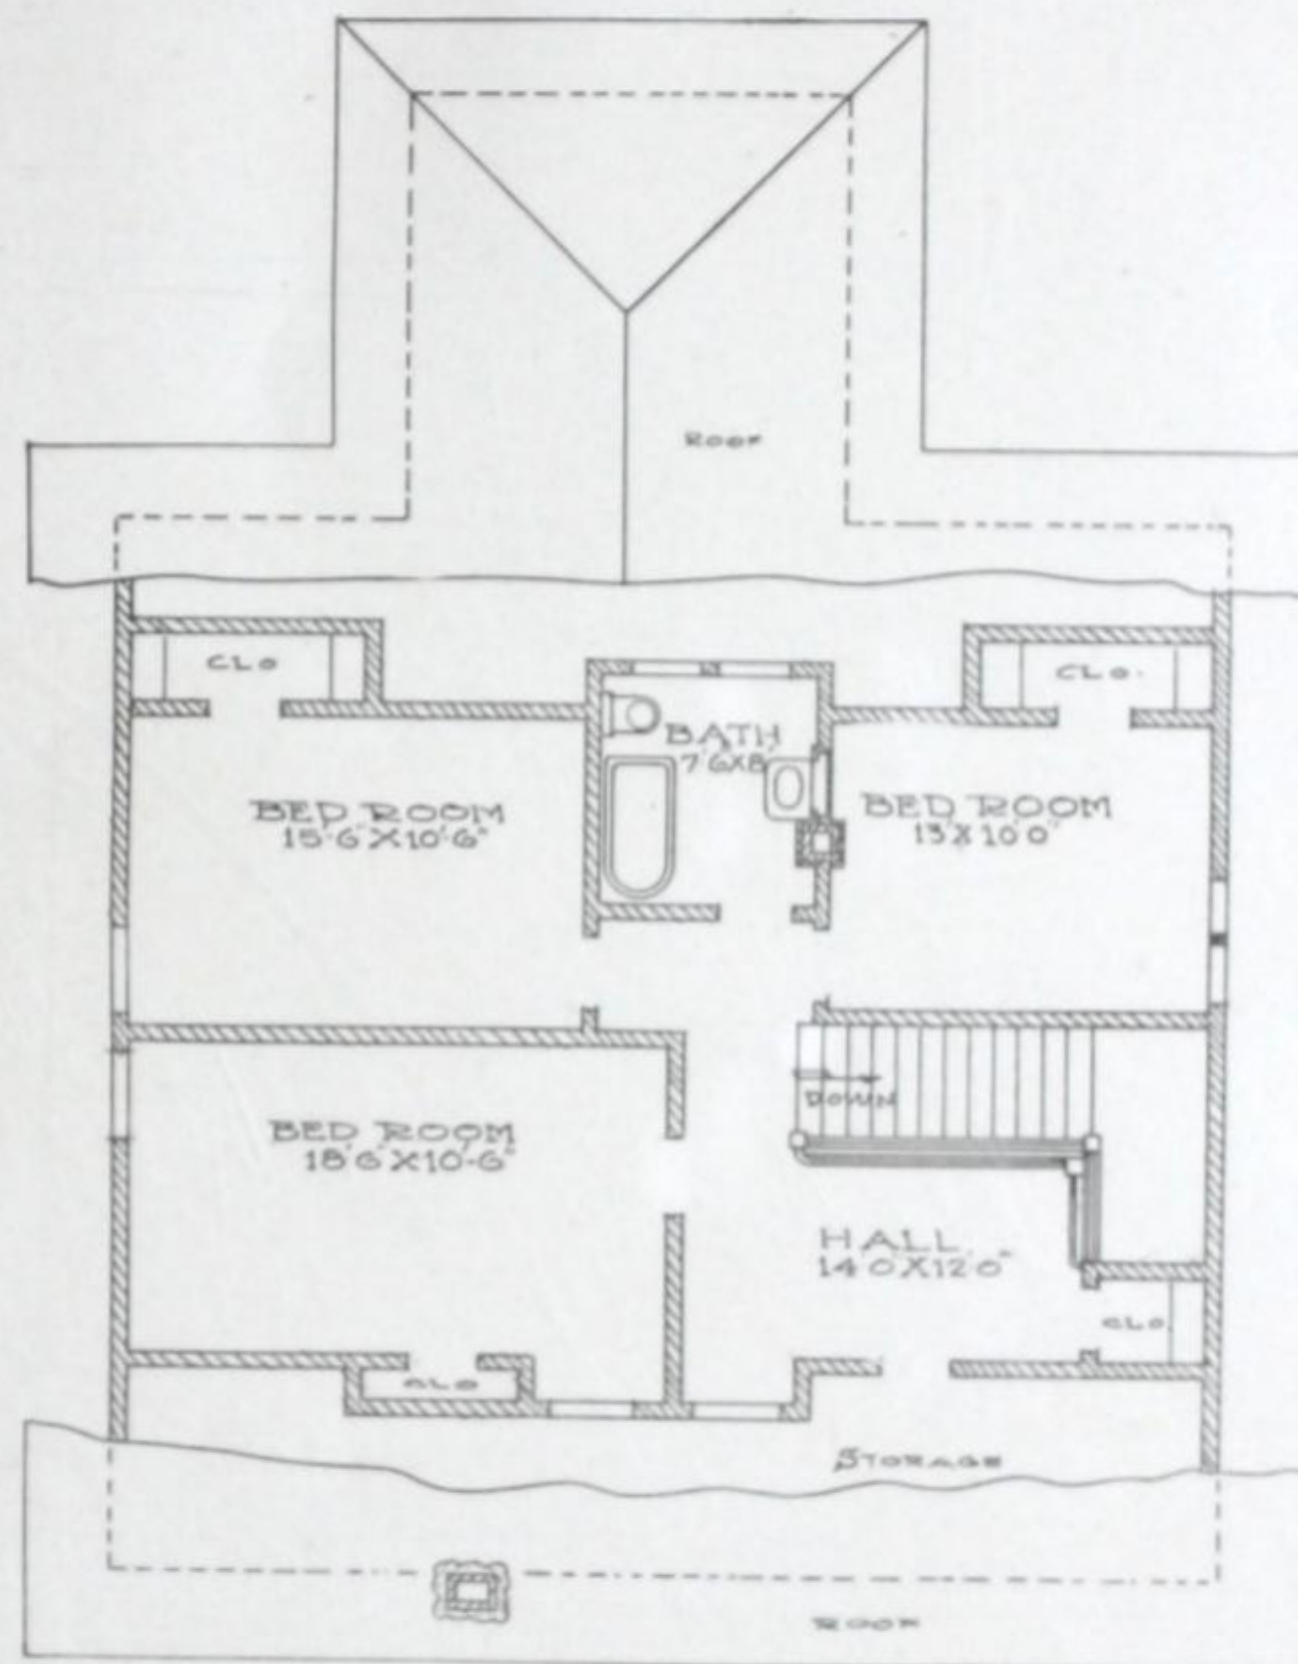 ROOF
CLO
CLO.
BATH
7'6"X8'
BED ROOM
15'-6"X10'-6"
BED ROOM
13'X10'0"
DOWN
BED ROOM
18'6"X10'-6"
HALL
14'0"X12'0"
CLO
CLO
STORAGE
ROOF